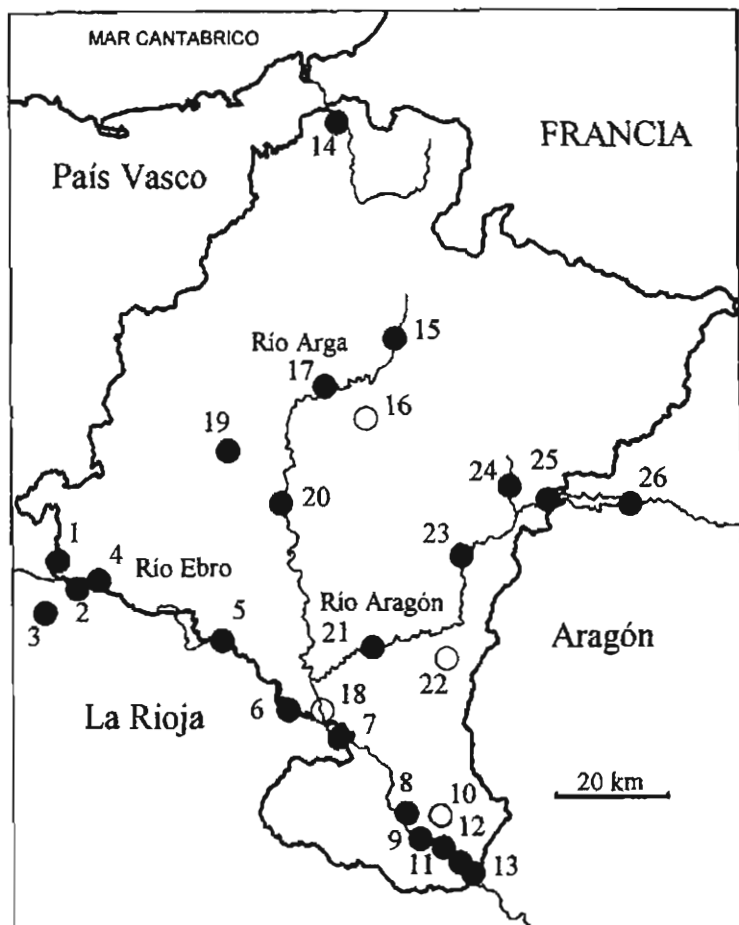 MAR CANTABRICO
FRANCIA
14
País Vasco
15
Río Arga
17
16
19
24
25
26
20
1
4
Río Ebro
23
2
3
5
Río Aragón
21
22
Aragón
La Rioja
6
18
7
20 km
8
10
9
12
11
13